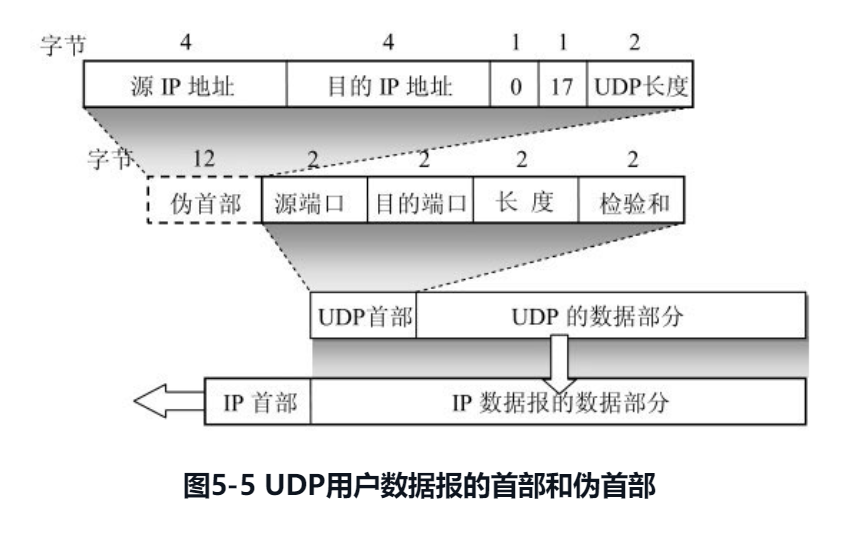 字节 4 4 1 1 2
源 IP 地址 目的 IP 地址 0 17 UDP长度
字节 12 2 2 2 2
伪首部 源端口 目的端口 长 度 检验和
UDP首部 UDP 的数据部分
IP 首部 IP 数据报的数据部分
图5-5 UDP用户数据报的首部和伪首部